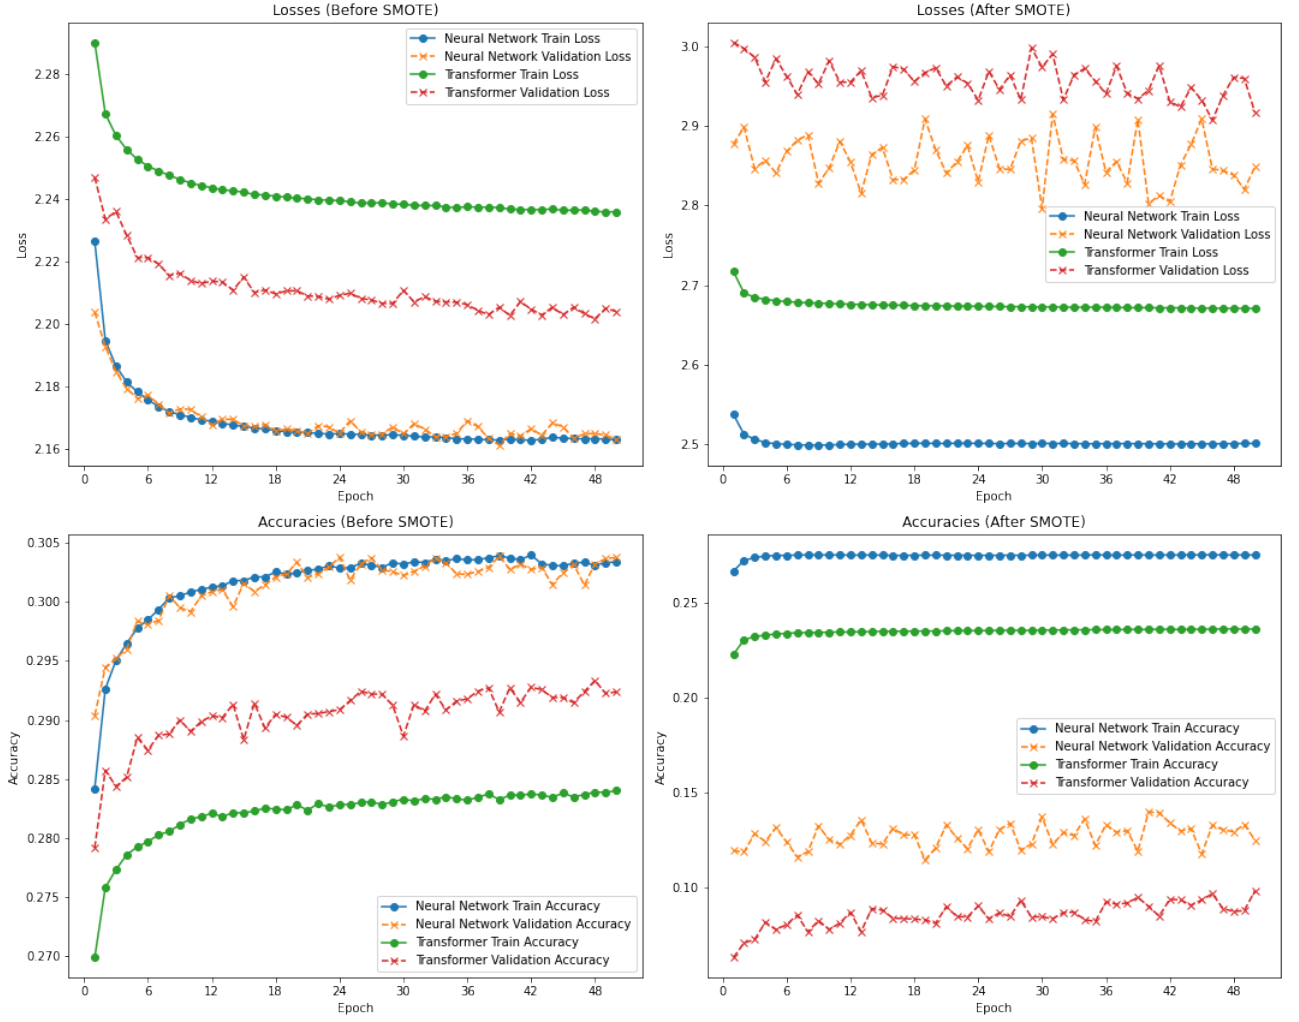 Losses (Before SMOTE)
Loss
2.28
2.26
2.24
2.22
2.20
2.18
2.16
Neural Network Train Loss
Neural Network Validation Loss
Transformer Train Loss
Transformer Validation Loss
0 6 12 18 24 30 36 42 48
Epoch
Losses (After SMOTE)
Loss
3.0
2.9
2.8
2.7
2.6
2.5
Neural Network Train Loss
Neural Network Validation Loss
Transformer Train Loss
Transformer Validation Loss
0 6 12 18 24 30 36 42 48
Epoch
Accuracies (Before SMOTE)
Accuracy
0.305
0.300
0.295
0.290
0.285
0.280
0.275
0.270
Neural Network Train Accuracy
Neural Network Validation Accuracy
Transformer Train Accuracy
Transformer Validation Accuracy
0 6 12 18 24 30 36 42 48
Epoch
Accuracies (After SMOTE)
Accuracy
0.25
0.20
0.15
0.10
Neural Network Train Accuracy
Neural Network Validation Accuracy
Transformer Train Accuracy
Transformer Validation Accuracy
0 6 12 18 24 30 36 42 48
Epoch